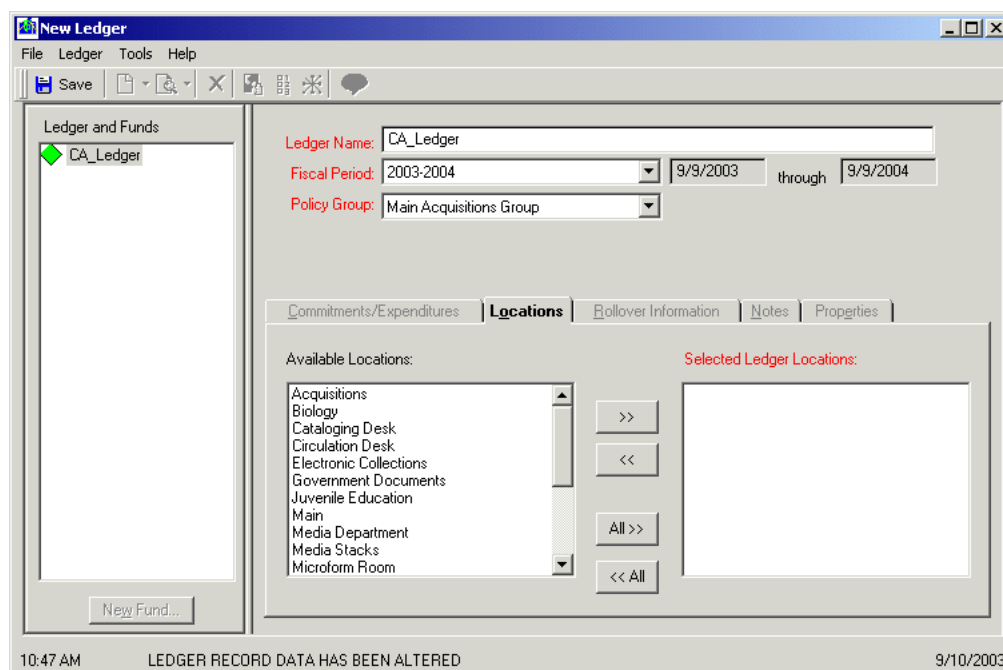 New Ledger
File Ledger Tools Help
Save
Ledger and Funds
CA_Ledger
Ledger Name: CA_Ledger
Fiscal Period: 2003-2004 9/9/2003 through 9/9/2004
Policy Group: Main Acquisitions Group
Commitments/Expenditures Locations Rollover Information Notes Properties
Available Locations:
Selected Ledger Locations:
Acquisitions
Biology
Cataloging Desk
Circulation Desk
Electronic Collections
Government Documents
Juvenile Education
Main
Media Department
Media Stacks
Microform Room
>>
<<
All >>
<< All
New Fund...
10:47 AM LEDGER RECORD DATA HAS BEEN ALTERED 9/10/2003